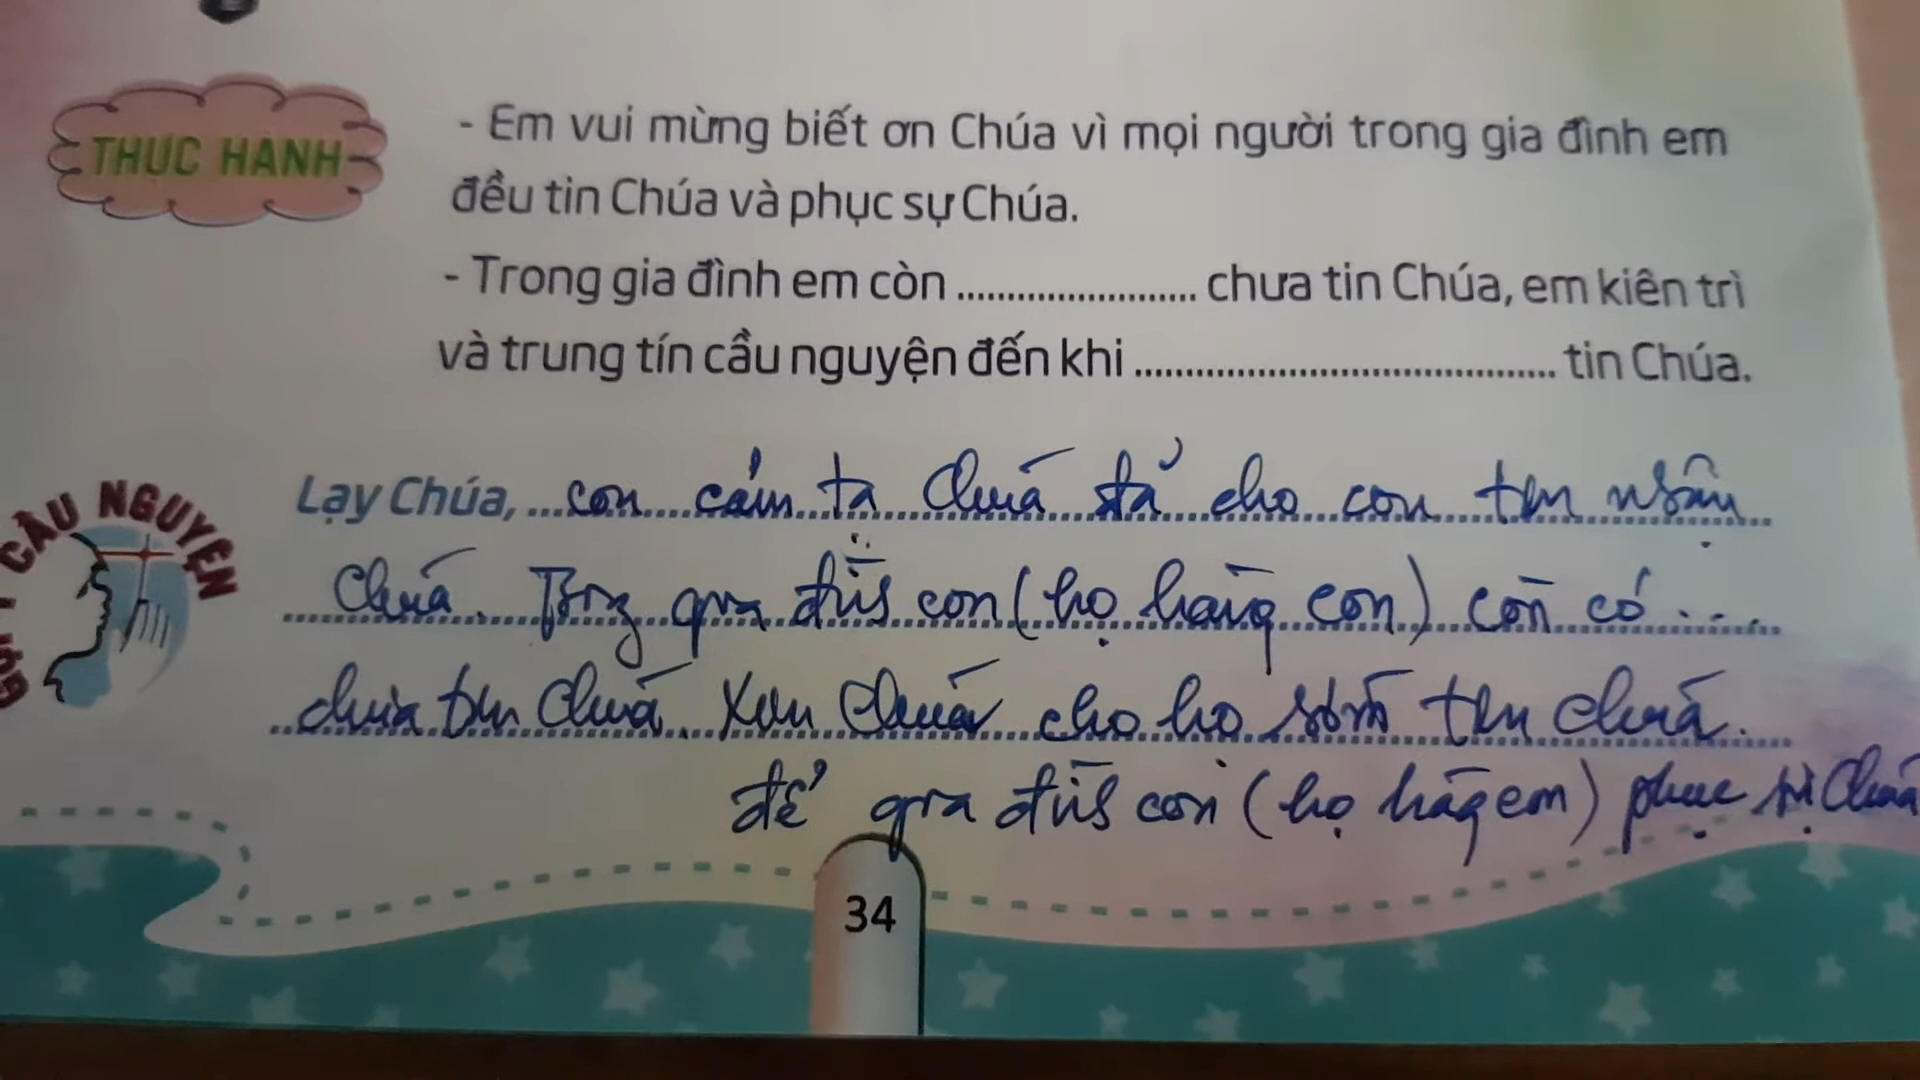 THỰC HÀNH
- Em vui mừng biết ơn Chúa vì mọi người trong gia đình em
đều tin Chúa và phục sự Chúa.
- Trong gia đình em còn ........................ chưa tin Chúa, em kiên trì
và trung tín cầu nguyện đến khi .......................................... tin Chúa.
CẦU NGUYỆN
Lạy Chúa, con cảm tạ Chúa đã cho con tin nhận
Chúa. Trong gia đình con (họ hàng con) còn có ....
chưa tin Chúa. Xin Chúa cho họ sớm tin Chúa.
để gia đình con (họ hàng em) phục sự Chúa
34